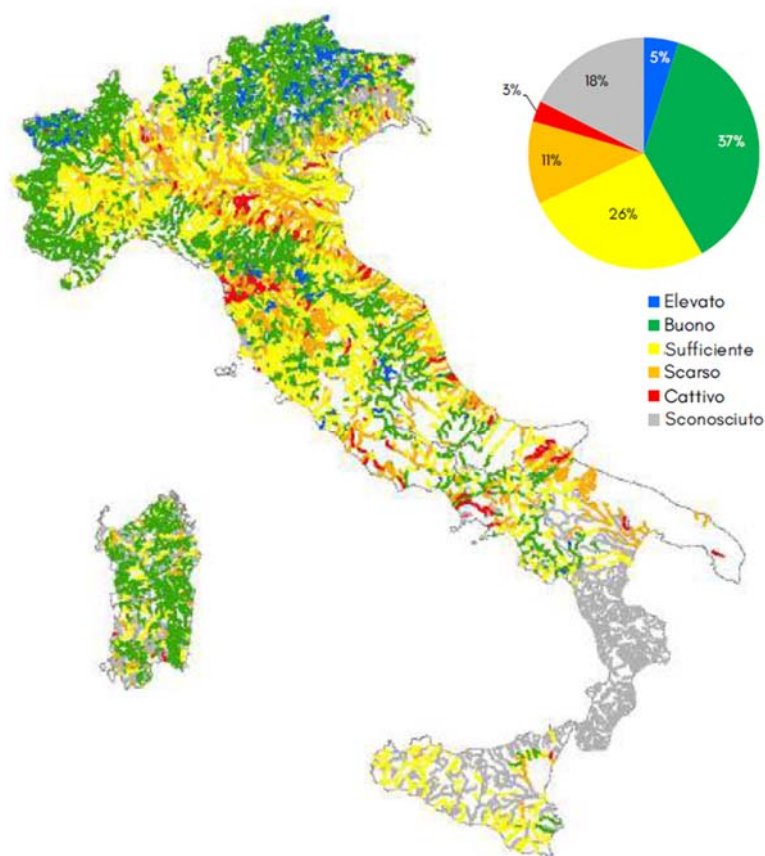 5%
18%
3%
37%
11%
26%
Elevato
Buono
Sufficiente
Scarso
Cattivo
Sconosciuto